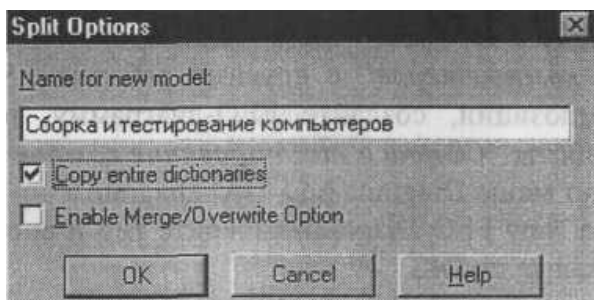 Split Options
Name for new model:
Сборка и тестирование компьютеров
Copy entire dictionaries
Enable Merge/Overwrite Option
OK Cancel Help